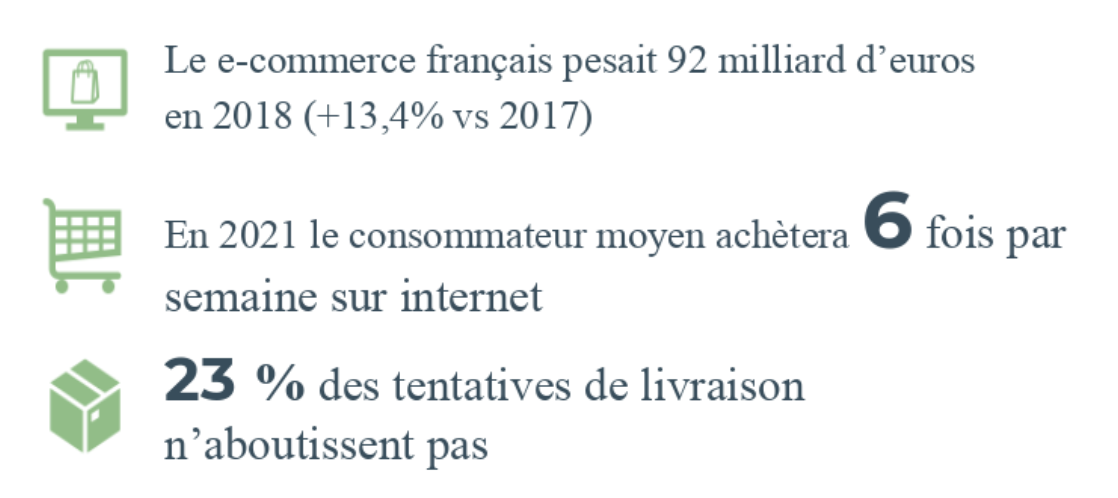 Le e-commerce français pesait 92 milliard d’euros
en 2018 (+13,4% vs 2017)
En 2021 le consommateur moyen achètera 6 fois par
semaine sur internet
23 % des tentatives de livraison
n’aboutissent pas